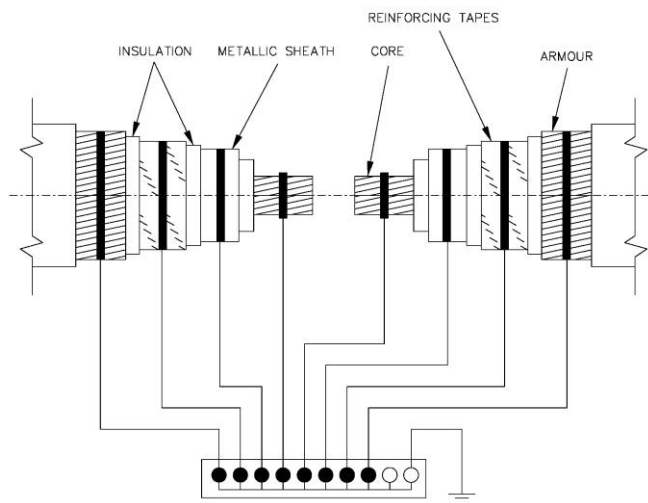 REINFORCING TAPES
INSULATION
METALLIC SHEATH
CORE
ARMOUR